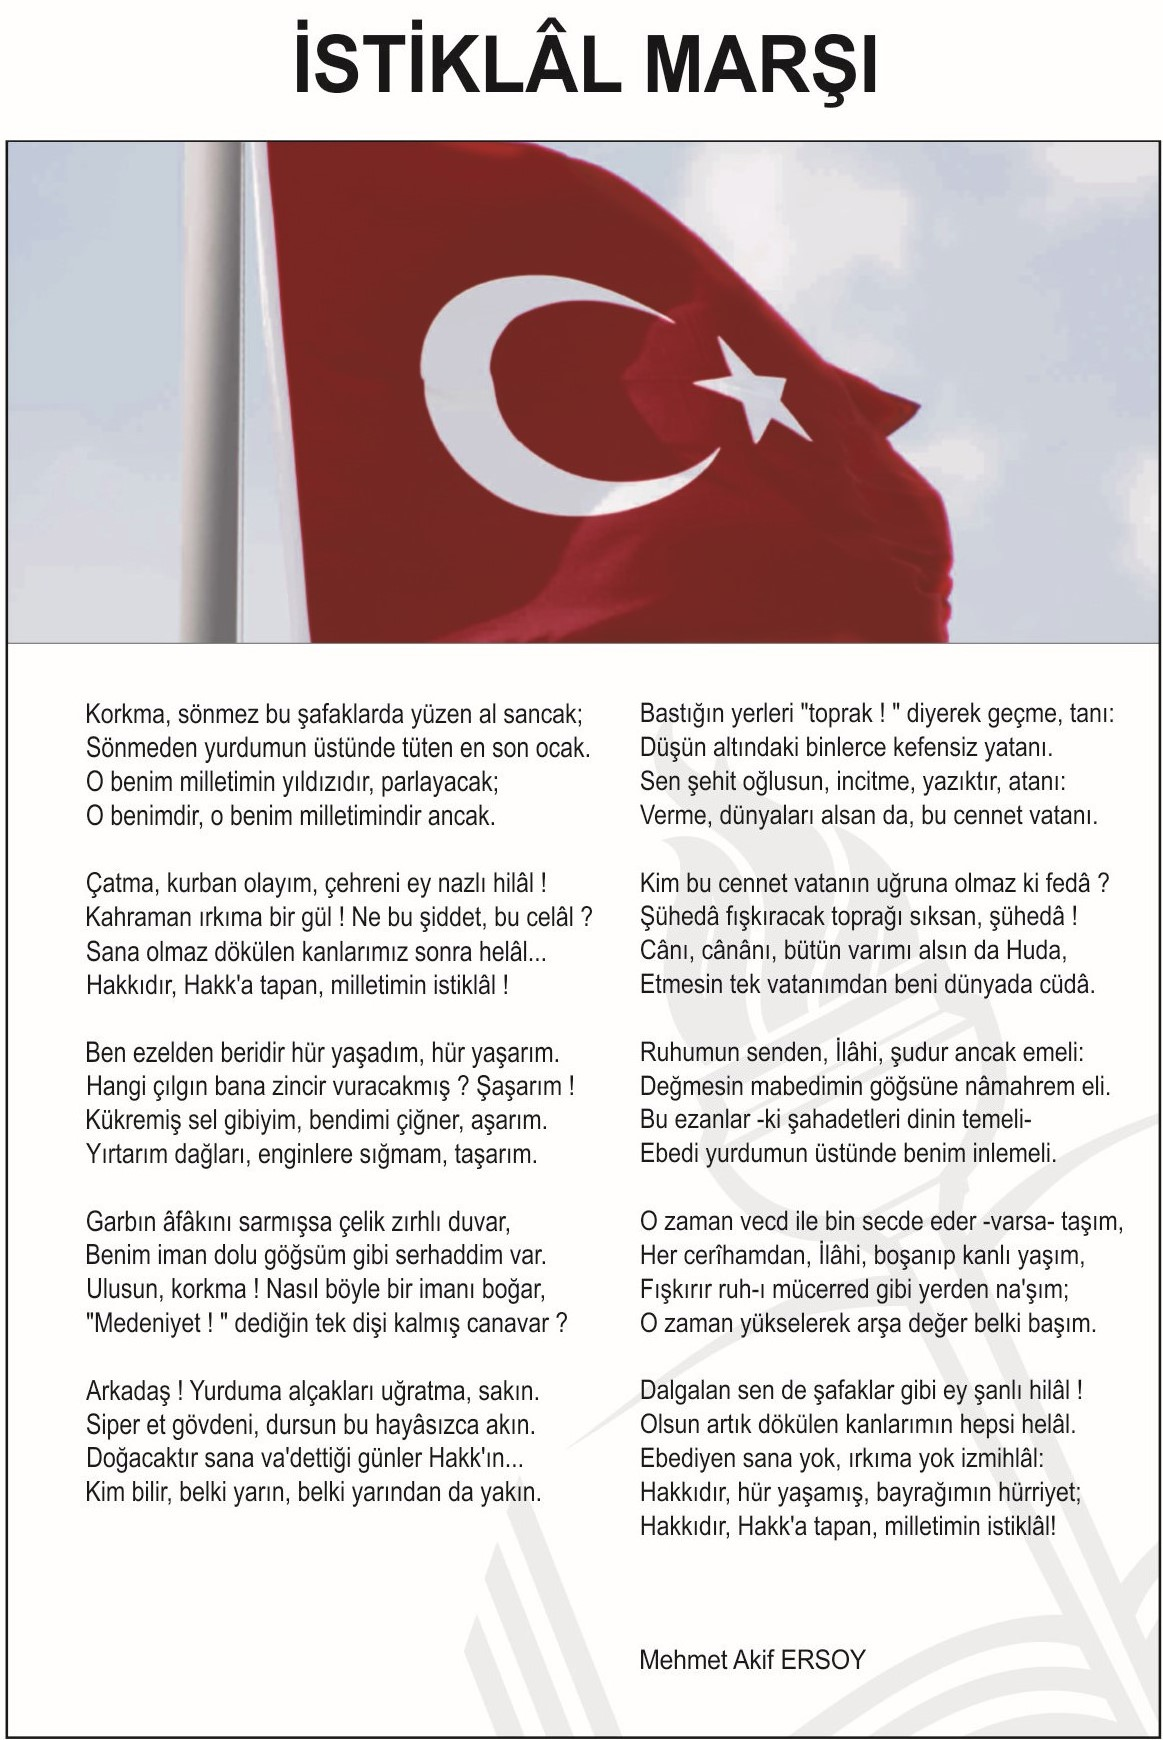 İSTİKLÂL MARŞI
Korkma, sönmez bu şafaklarda yüzen al sancak;
Sönmeden yurdumun üstünde tüten en son ocak.
O benim milletimin yıldızıdır, parlayacak;
O benimdir, o benim milletimindir ancak.
Çatma, kurban olayım, çehreni ey nazlı hilâl !
Kahraman ırkıma bir gül ! Ne bu şiddet, bu celâl ?
Sana olmaz dökülen kanlarımız sonra helâl...
Hakkıdır, Hakk'a tapan, milletimin istiklâl !
Ben ezelden beridir hür yaşadım, hür yaşarım.
Hangi çılgın bana zincir vuracakmış ? Şaşarım !
Kükremiş sel gibiyim, bendimi çiğner, aşarım.
Yırtarım dağları, enginlere sığmam, taşarım.
Garbın âfâkını sarmışsa çelik zırhlı duvar,
Benim iman dolu göğsüm gibi serhaddim var.
Ulusun, korkma ! Nasıl böyle bir imanı boğar,
"Medeniyet ! " dediğin tek dişi kalmış canavar ?
Arkadaş ! Yurduma alçakları uğratma, sakın.
Siper et gövdeni, dursun bu hayâsızca akın.
Doğacaktır sana va'dettiği günler Hakk'ın...
Kim bilir, belki yarın, belki yarından da yakın.
Bastığın yerleri "toprak ! " diyerek geçme, tanı:
Düşün altındaki binlerce kefensiz yatanı.
Sen şehit oğlusun, incitme, yazıktır, atanı:
Verme, dünyaları alsan da, bu cennet vatanı.
Kim bu cennet vatanın uğruna olmaz ki fedâ ?
Şühedâ fışkıracak toprağı sıksan, şühedâ !
Cânı, cânânı, bütün varımı alsın da Huda,
Etmesin tek vatanımdan beni dünyada cüdâ.
Ruhumun senden, İlâhi, şudur ancak emeli:
Değmesin mabedimin göğsüne nâmahrem eli.
Bu ezanlar -ki şahadetleri dinin temeli-
Ebedi yurdumun üstünde benim inlemeli.
O zaman vecd ile bin secde eder -varsa- taşım,
Her cerîhamdan, İlâhi, boşanıp kanlı yaşım,
Fışkırır ruh-ı mücerred gibi yerden na'şım;
O zaman yükselerek arşa değer belki başım.
Dalgalan sen de şafaklar gibi ey şanlı hilâl !
Olsun artık dökülen kanlarımın hepsi helâl.
Ebediyen sana yok, ırkıma yok izmihlâl:
Hakkıdır, hür yaşamış, bayrağımın hürriyet;
Hakkıdır, Hakk'a tapan, milletimin istiklâl!
Mehmet Akif ERSOY